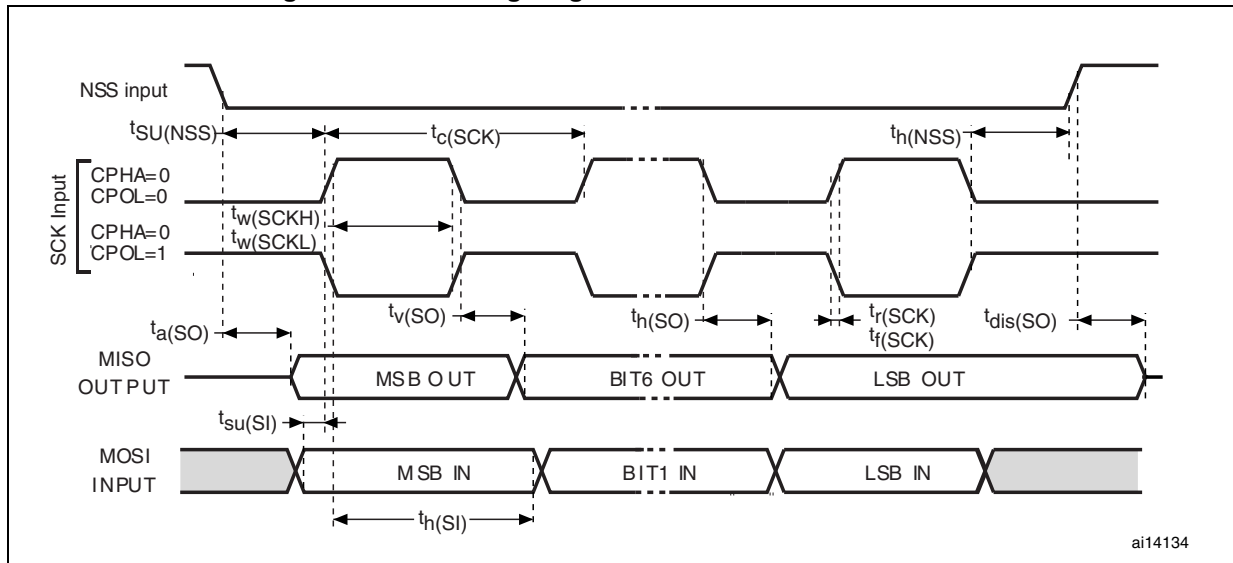 NSS input
tSU(NSS)
tc(SCK)
th(NSS)
SCK Input
CPHA=0
CPOL=0
tw(SCKH)
CPHA=0
tw(SCKL)
CPOL=1
tv(SO)
ta(SO)
th(SO)
tr(SCK)
tf(SCK)
tdis(SO)
MISO
OUTPUT
MSB OUT
BIT6 OUT
LSB OUT
tsu(SI)
MOSI
INPUT
MSB IN
BIT1 IN
LSB IN
th(SI)
ai14134